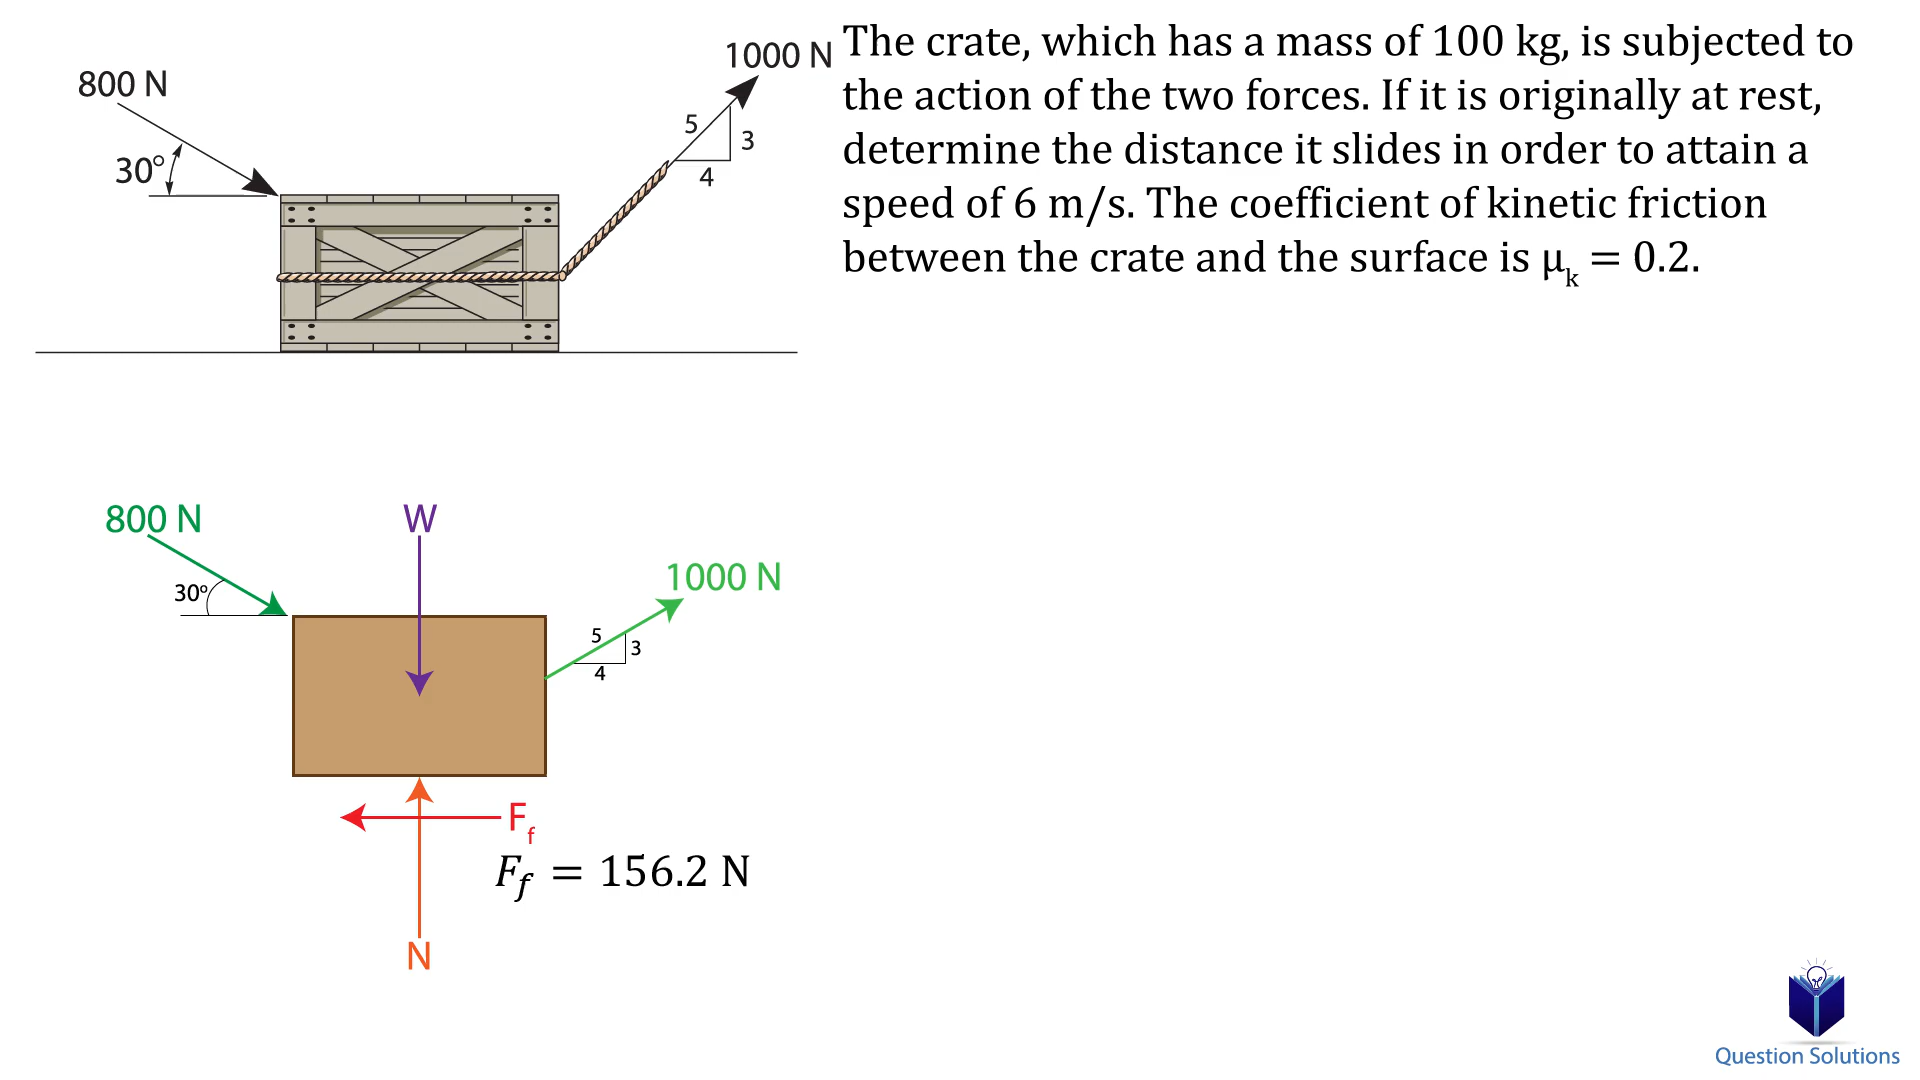 800 N
30°
1000 N
5
3
4
The crate, which has a mass of 100 kg, is subjected to
the action of the two forces. If it is originally at rest,
determine the distance it slides in order to attain a
speed of 6 m/s. The coefficient of kinetic friction
between the crate and the surface is μₖ = 0.2.
800 N
30º
W
1000 N
5
3
4
F_f
F_f = 156.2 N
N
Question Solutions